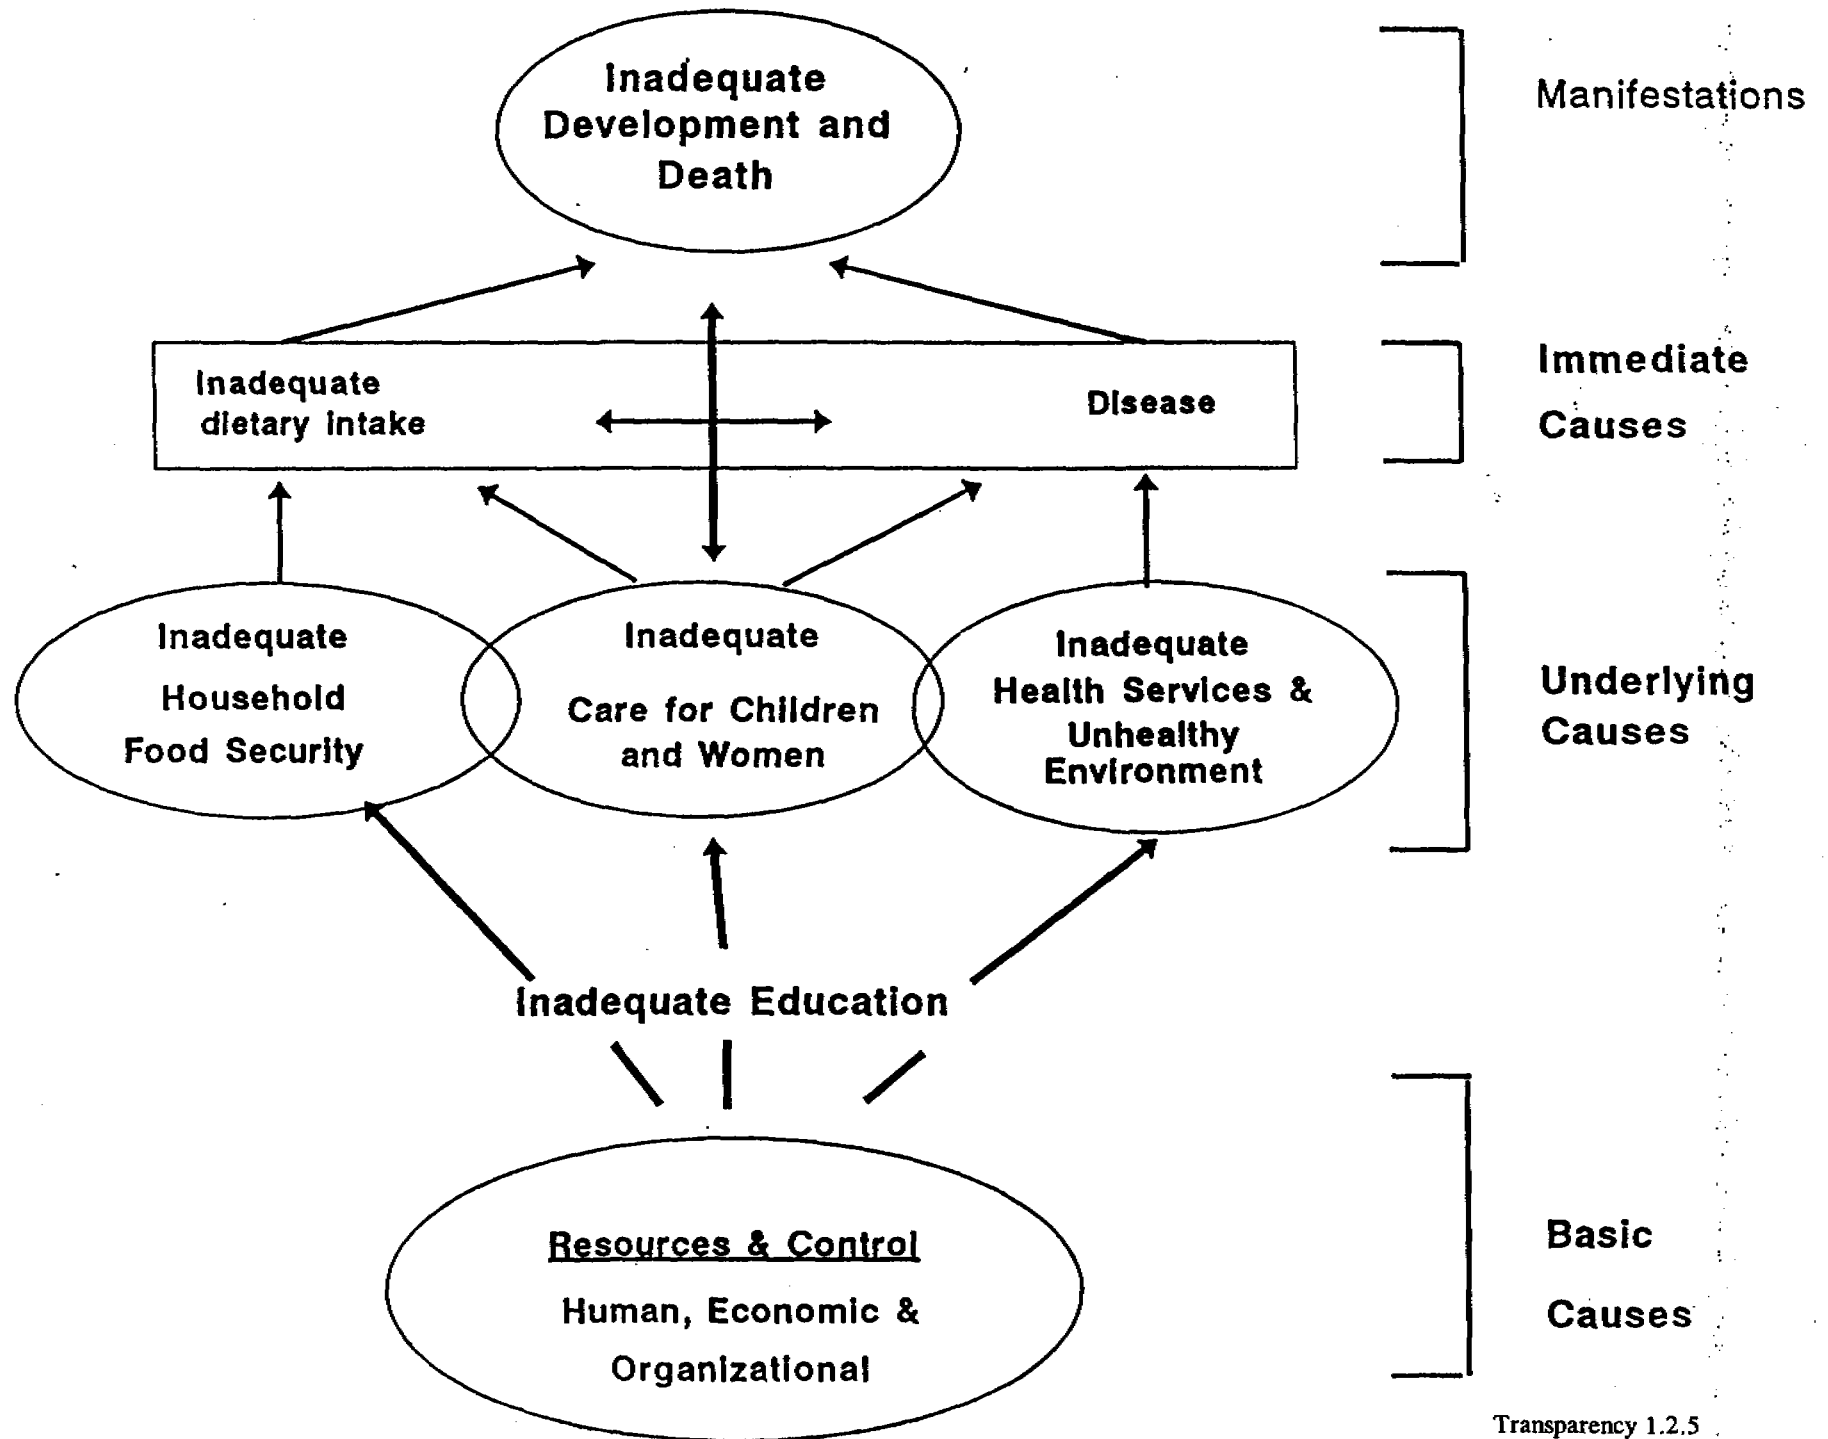 Inadequate
Development and
Death
Manifestations
Inadequate
dietary intake
Disease
Immediate
Causes
Inadequate
Household
Food Security
Inadequate
Care for Children
and Women
Inadequate
Health Services &
Unhealthy
Environment
Underlying
Causes
Inadequate Education
Resources & Control
Human, Economic &
Organizational
Basic
Causes
Transparency 1.2.5